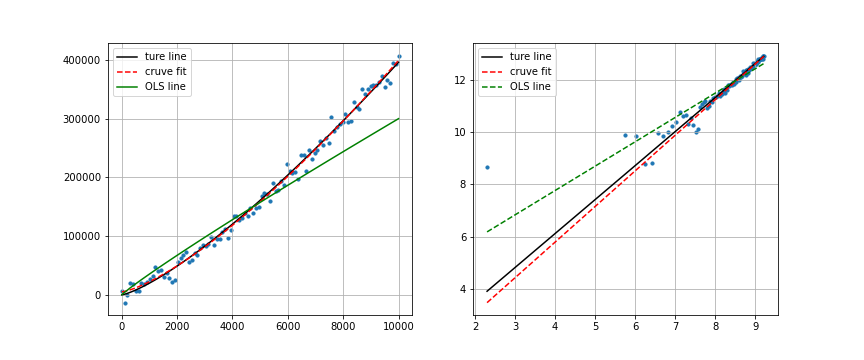 ture line
cruve fit
OLS line
400000
300000
200000
100000
0
0 2000 4000 6000 8000 10000
ture line
cruve fit
OLS line
12
10
8
6
4
2 3 4 5 6 7 8 9